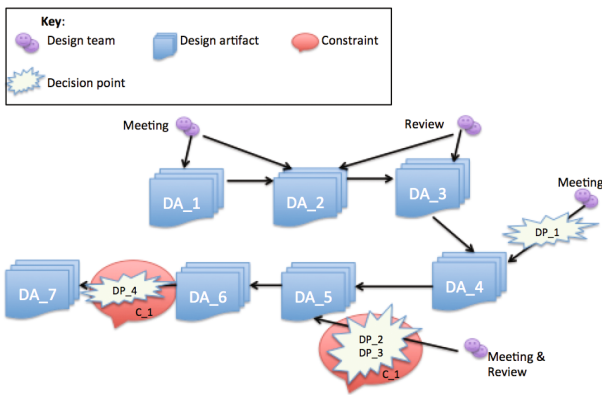 Key:
Design team
Design artifact
Constraint
Decision point
Meeting
Review
DA_1
DA_2
DA_3
Meeting
DP_1
DA_4
DA_5
DA_6
DP_4
C_1
DA_7
DP_2
DP_3
C_1
Meeting &
Review